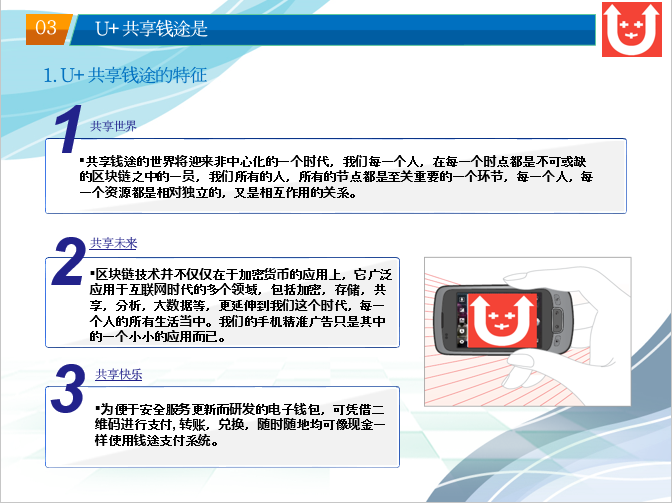 03
U+ 共享钱途是
1. U+ 共享钱途的特征
1
共享世界
▪共享钱途的世界将迎来非中心化的一个时代，我们每一个人，在每一个时点都是不可或缺
的区块链之中的一员，我们所有的人，所有的节点都是至关重要的一个环节，每一个人，每
一个资源都是相对独立的，又是相互作用的关系。
2
共享未来
▪区块链技术并不仅仅在于加密货币的应用上，它广泛
应用于互联网时代的多个领域，包括加密，存储，共
享，分析，大数据等，更延伸到我们这个时代，每一
个人的所有生活当中。我们的手机精准广告只是其中
的一个小小的应用而已。
3
共享快乐
▪为便于安全服务更新而研发的电子钱包，可凭借二
维码进行支付, 转账，兑换，随时随地均可像现金一
样使用钱途支付系统。